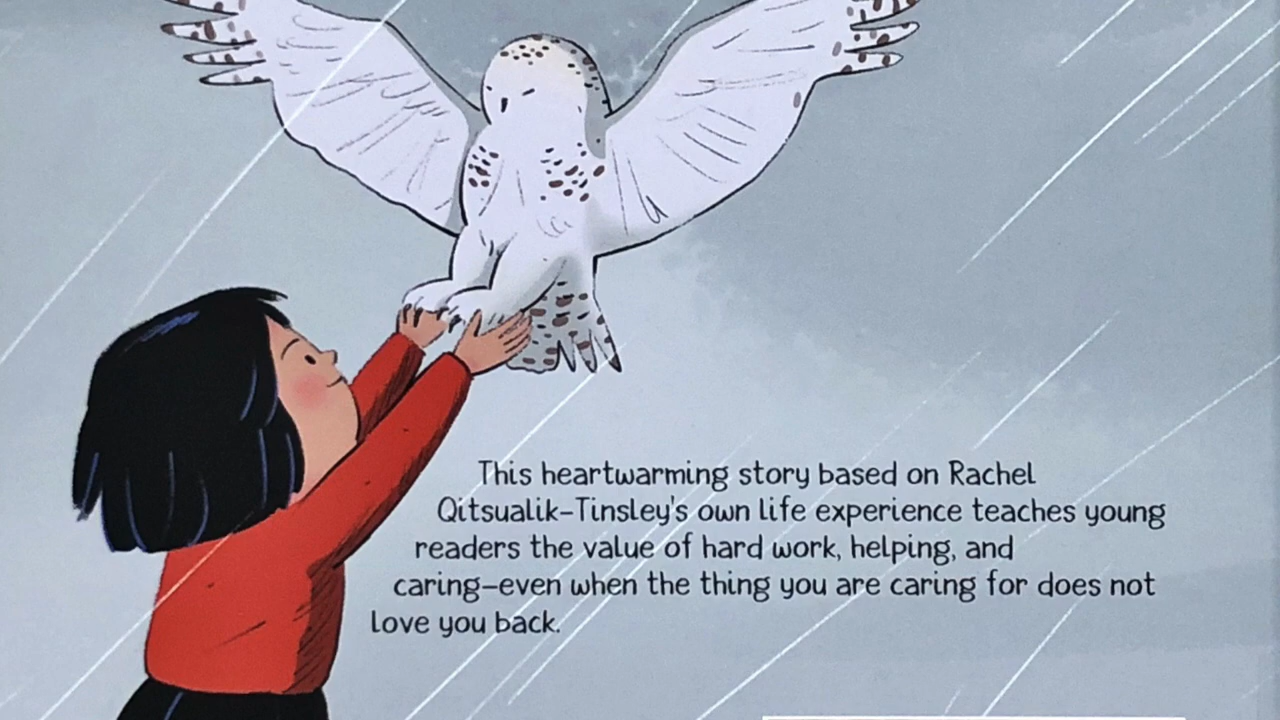 This heartwarming story based on Rachel
Qitsualik-Tinsley's own life experience teaches young
readers the value of hard work, helping, and
caring–even when the thing you are caring for does not
love you back.